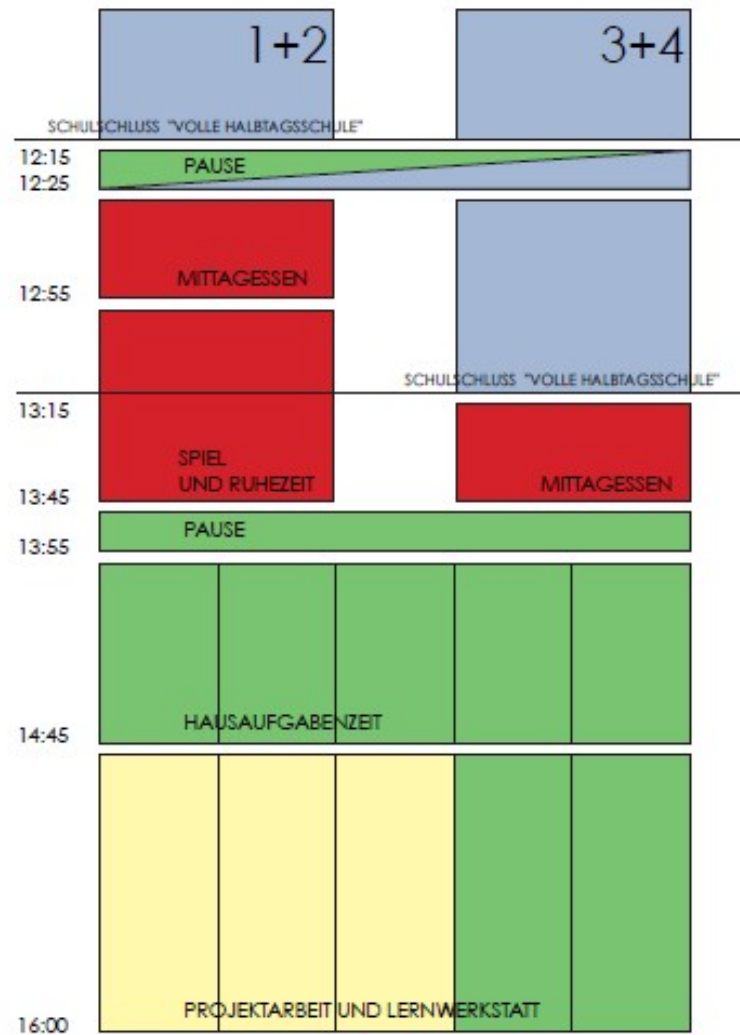 1+2
3+4
SCHULSCHLUSS "VOLLE HALBTAGSSCHULE"
12:15
PAUSE
12:25
MITTAGESSEN
12:55
SCHULSCHLUSS "VOLLE HALBTAGSSCHULE"
13:15
SPIEL
UND RUHEZEIT
MITTAGESSEN
13:45
PAUSE
13:55
HAUSAUFGABENZEIT
14:45
PROJEKTARBEIT UND LERNWERKSTATT
16:00